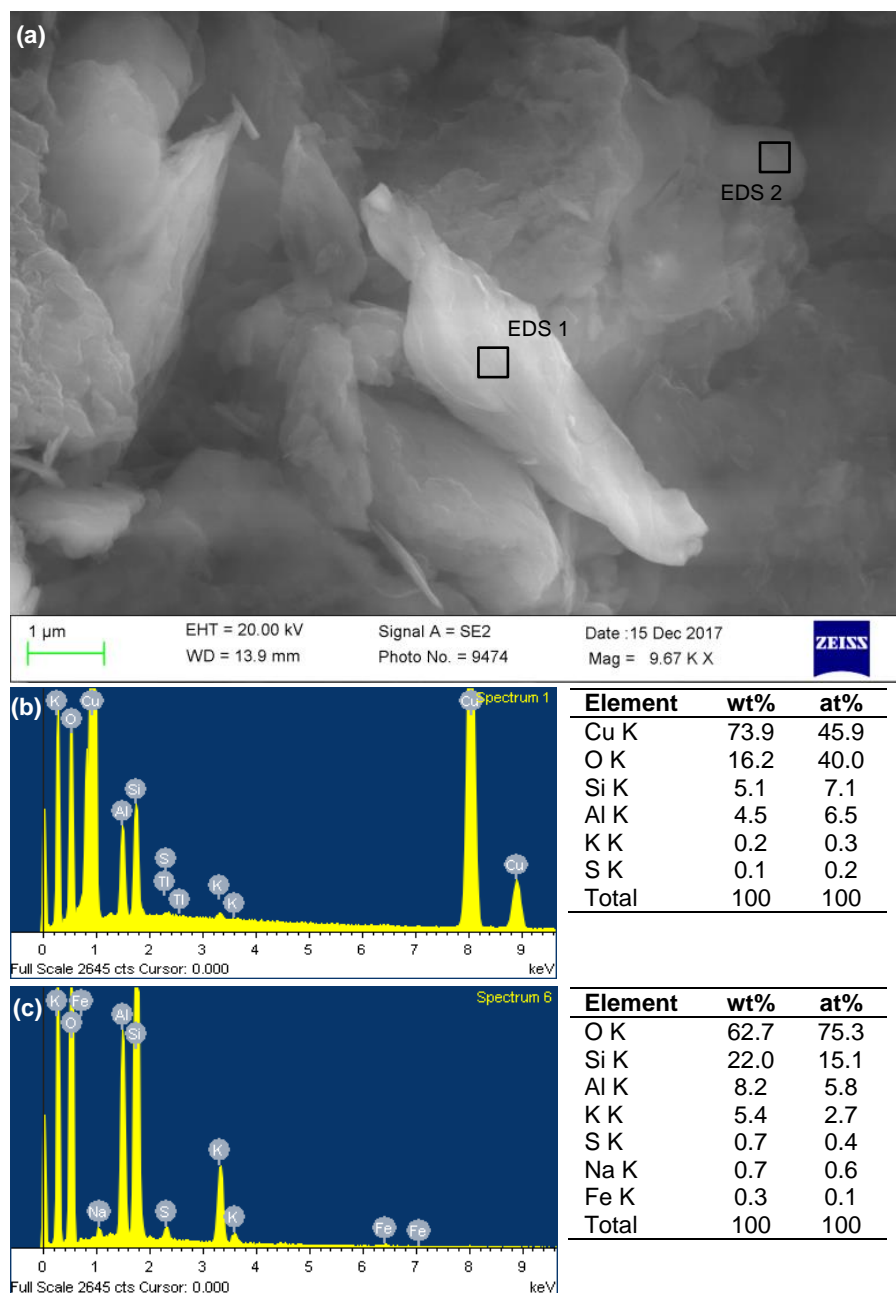 (a)
EDS 2
EDS 1
1 µm
EHT = 20.00 kV
Signal A = SE2
Date :15 Dec 2017
ZEISS
WD = 13.9 mm
Photo No. = 9474
Mag = 9.67 K X
(b)
Spectrum 1
K O Cu Al Si S Tl Tl K K Cu Cu
0 1 2 3 4 5 6 7 8 9
Full Scale 2645 cts Cursor: 0.000 keV
Element wt% at%
Cu K 73.9 45.9
O K 16.2 40.0
Si K 5.1 7.1
Al K 4.5 6.5
K K 0.2 0.3
S K 0.1 0.2
Total 100 100
(c)
Spectrum 6
K Fe O Na Al Si S K K Fe Fe
0 1 2 3 4 5 6 7 8 9
Full Scale 2645 cts Cursor: 0.000 keV
Element wt% at%
O K 62.7 75.3
Si K 22.0 15.1
Al K 8.2 5.8
K K 5.4 2.7
S K 0.7 0.4
Na K 0.7 0.6
Fe K 0.3 0.1
Total 100 100